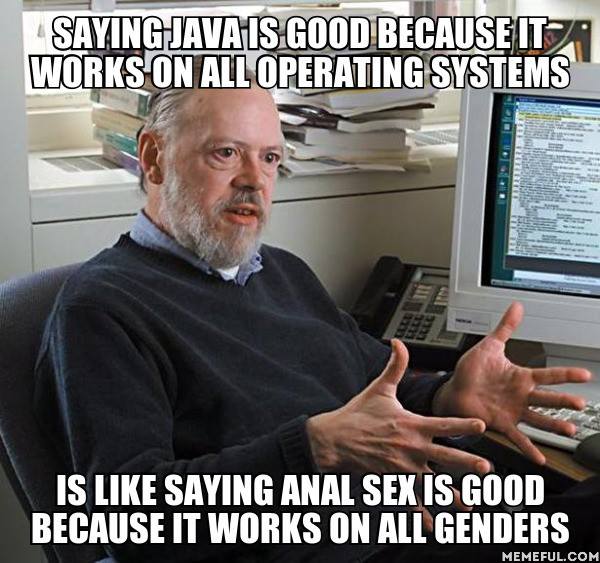 SAYING JAVA IS GOOD BECAUSE IT
WORKS ON ALL OPERATING SYSTEMS
IS LIKE SAYING ANAL SEX IS GOOD
BECAUSE IT WORKS ON ALL GENDERS
MEMEFUL.COM